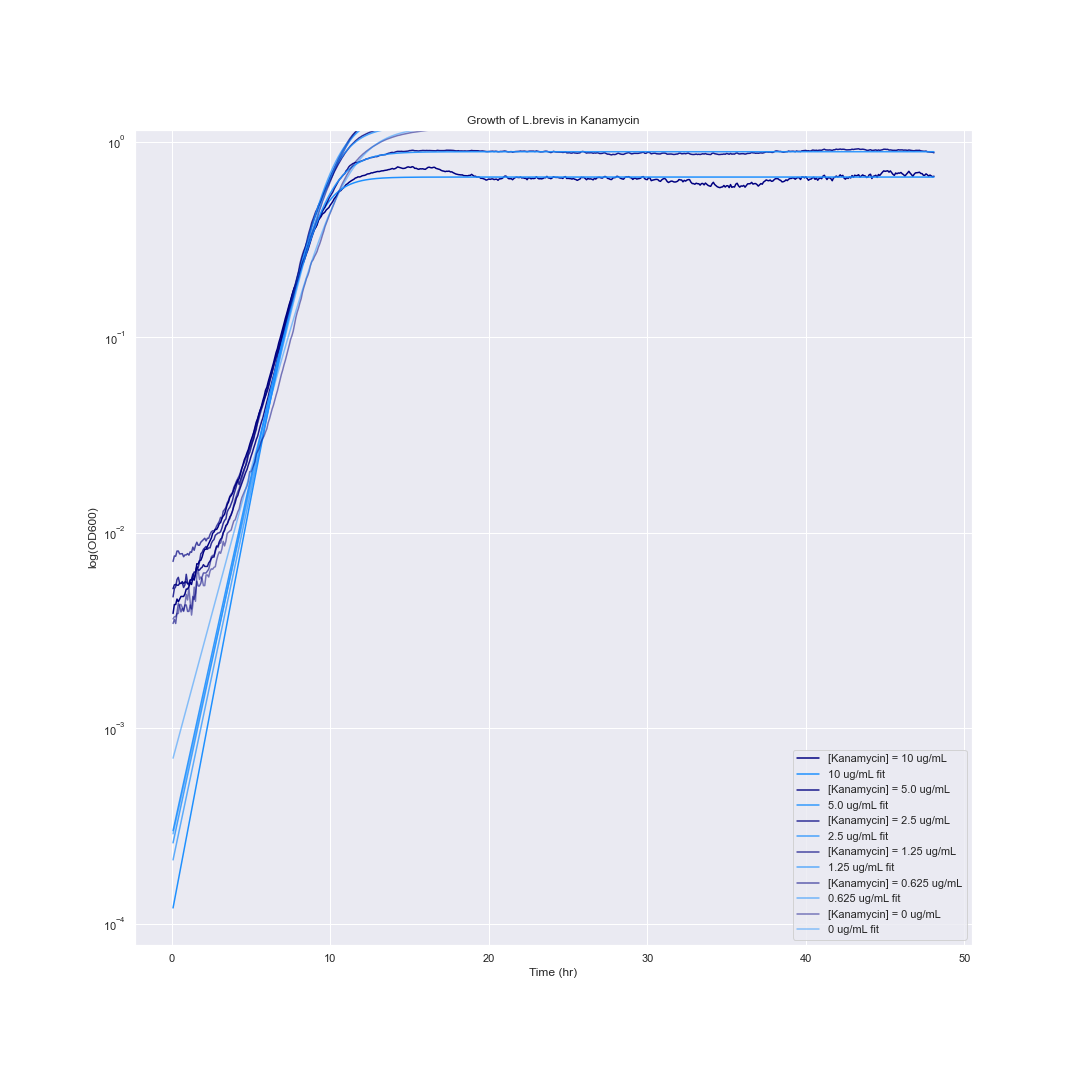 Growth of L.brevis in Kanamycin
log(OD600)
10⁰
10⁻¹
10⁻²
10⁻³
10⁻⁴
[Kanamycin] = 10 ug/mL
10 ug/mL fit
[Kanamycin] = 5.0 ug/mL
5.0 ug/mL fit
[Kanamycin] = 2.5 ug/mL
2.5 ug/mL fit
[Kanamycin] = 1.25 ug/mL
1.25 ug/mL fit
[Kanamycin] = 0.625 ug/mL
0.625 ug/mL fit
[Kanamycin] = 0 ug/mL
0 ug/mL fit
0 10 20 30 40 50
Time (hr)